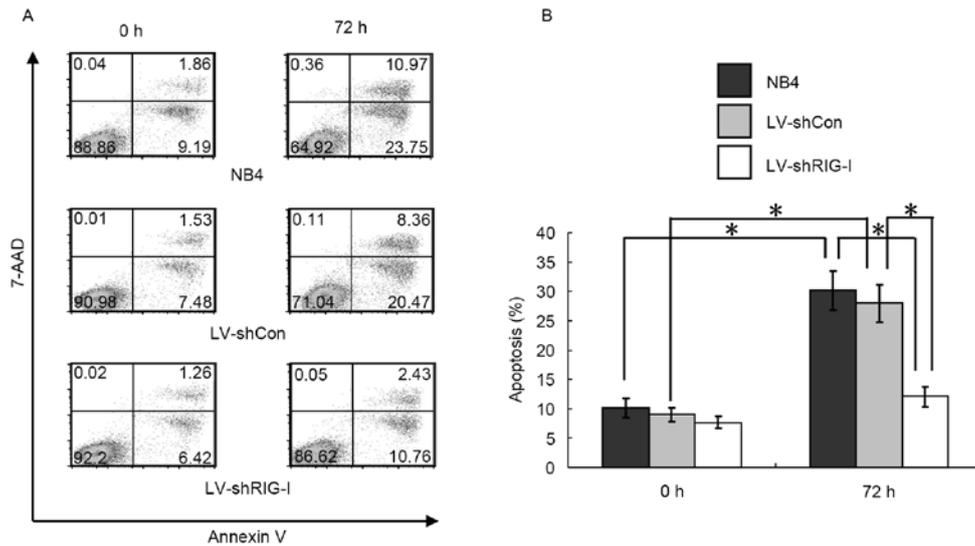 A
0 h
72 h
0.04 1.86
88.86 9.19
0.36 10.97
64.92 23.75
NB4
0.01 1.53
90.98 7.48
0.11 8.36
71.04 20.47
LV-shCon
0.02 1.26
92.2 6.42
0.05 2.43
86.62 10.76
LV-shRIG-I
7-AAD
Annexin V
B
NB4
LV-shCon
LV-shRIG-I
* *
* *
40
35
30
25
20
15
10
5
0
Apoptosis (%)
0 h
72 h